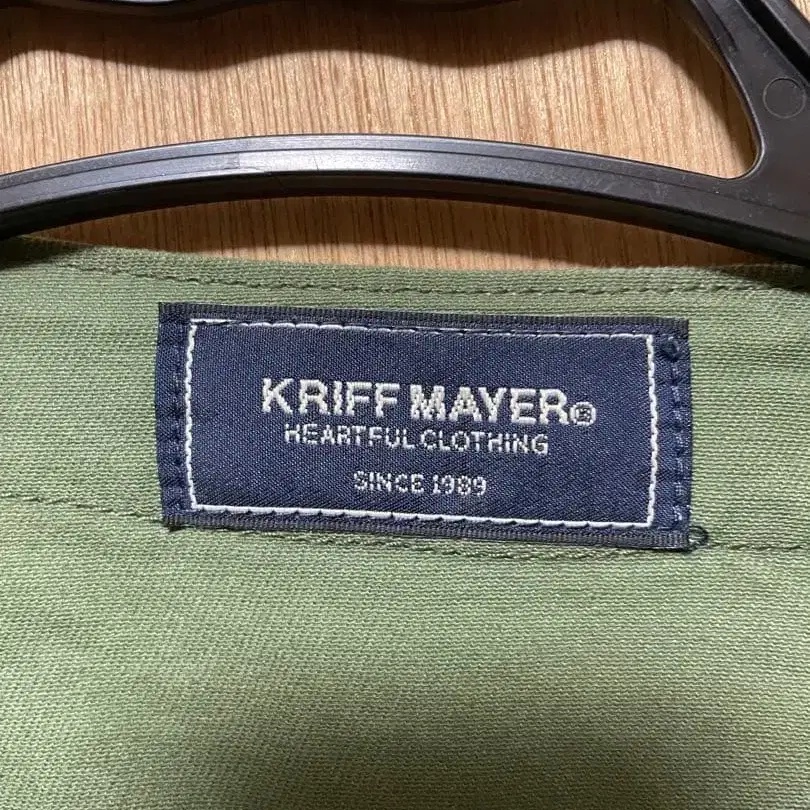 KRIFF MAYER®
HEARTFUL CLOTHING
SINCE 1989